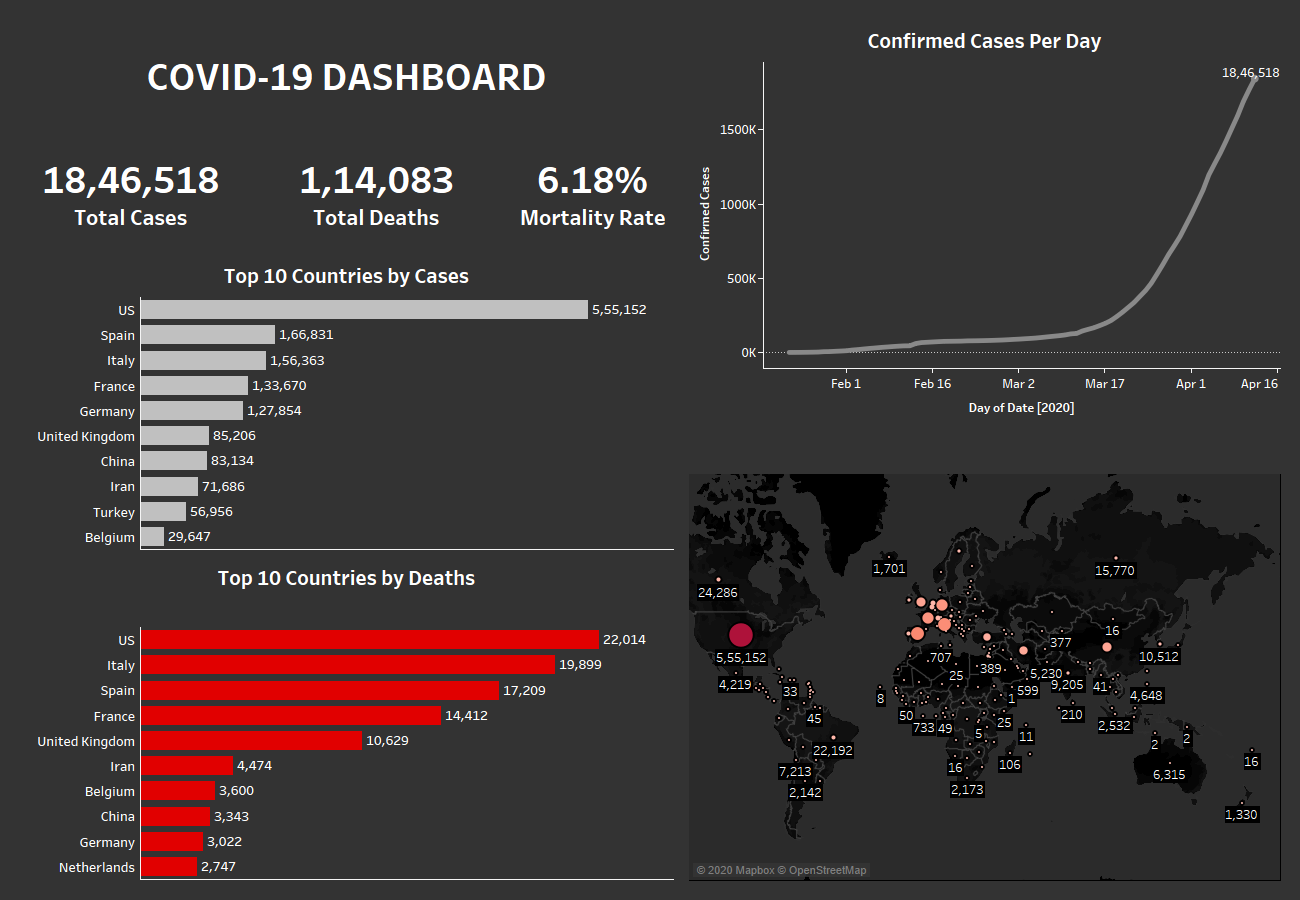 COVID-19 DASHBOARD
18,46,518
Total Cases
1,14,083
Total Deaths
6.18%
Mortality Rate
Top 10 Countries by Cases
US 5,55,152
Spain 1,66,831
Italy 1,56,363
France 1,33,670
Germany 1,27,854
United Kingdom 85,206
China 83,134
Iran 71,686
Turkey 56,956
Belgium 29,647
Top 10 Countries by Deaths
US 22,014
Italy 19,899
Spain 17,209
France 14,412
United Kingdom 10,629
Iran 4,474
Belgium 3,600
China 3,343
Germany 3,022
Netherlands 2,747
Confirmed Cases Per Day
18,46,518
Confirmed Cases
1500K
1000K
500K
0K
Feb 1 Feb 16 Mar 2 Mar 17 Apr 1 Apr 16
Day of Date [2020]
1,701
15,770
24,286
16
377
5,55,152
707
10,512
389
25
5,230
4,219
9,205
41
33
8
1
599
4,648
50
45
210
25
2,532
733
49
5
11
2
2
22,192
16
106
16
7,213
6,315
2,142
2,173
1,330
© 2020 Mapbox © OpenStreetMap